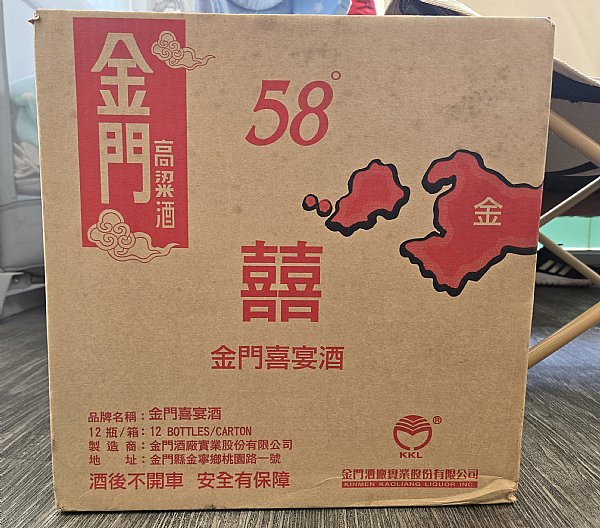 金門
高粱酒
58°
金
囍
金門喜宴酒
品牌名稱：金門喜宴酒
12瓶/箱：12 BOTTLES/CARTON
製造商：金門酒廠實業股份有限公司
地址：金門縣金寧鄉桃園路一號
酒後不開車 安全有保障
®
KKL
金門酒廠實業股份有限公司
KINMEN KAOLIANG LIQUOR INC.